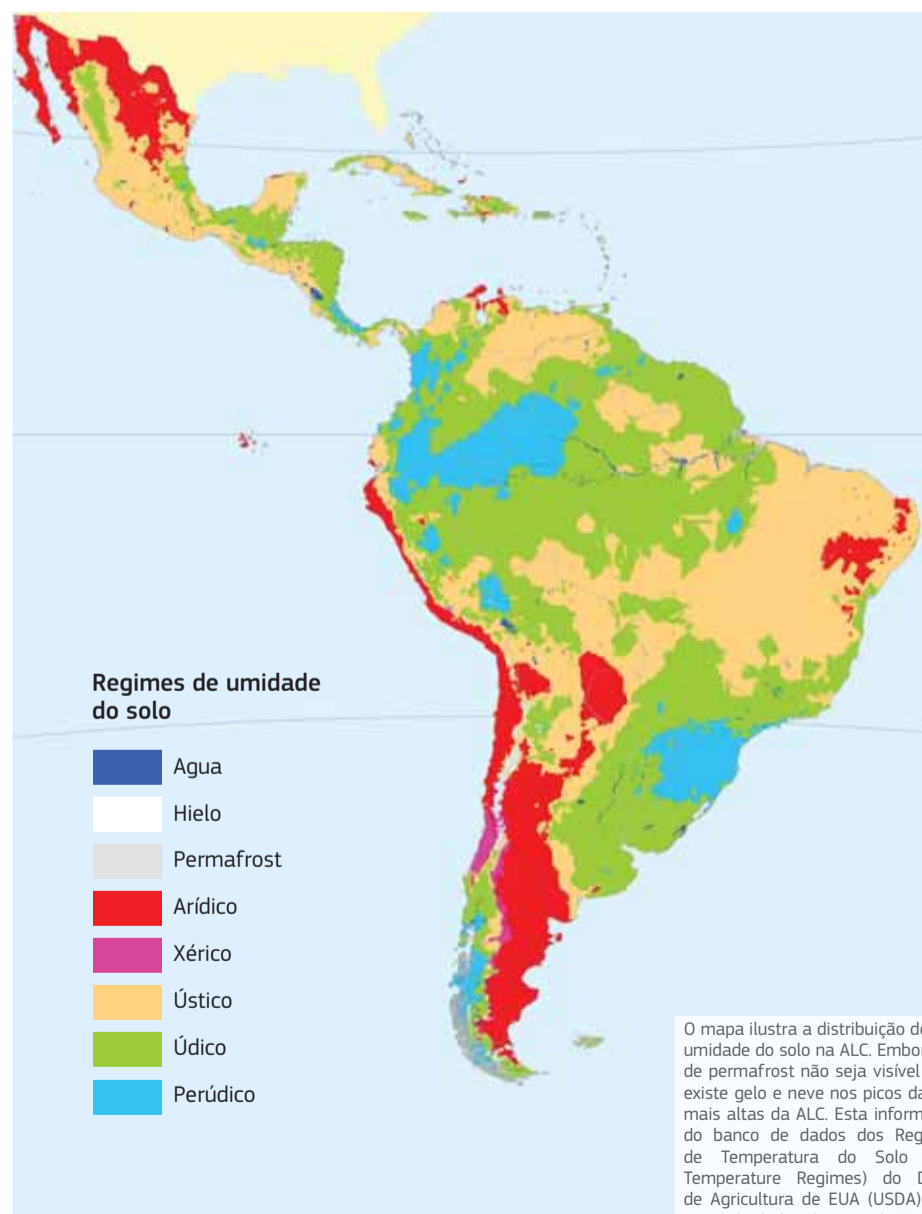 Regimes de umidade
do solo
Agua
Hielo
Permafrost
Arídico
Xérico
Ústico
Údico
Perúdico
O mapa ilustra a distribuição d
umidade do solo na ALC. Embor
de permafrost não seja visível
existe gelo e neve nos picos da
mais altas da ALC. Esta inform
do banco de dados dos Reg
de Temperatura do Solo
Temperature Regimes) do D
de Agricultura de EUA (USDA)